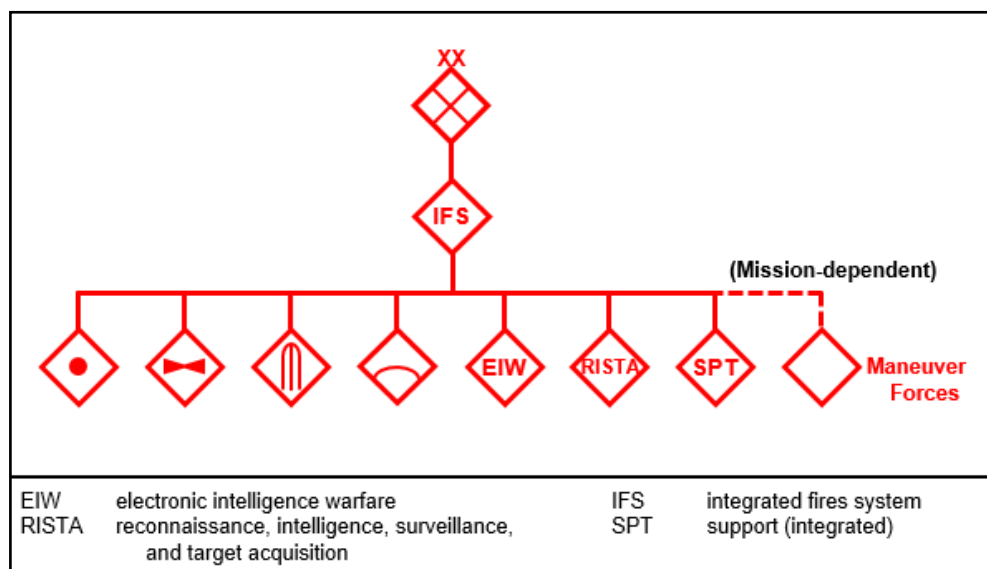 XX
IFS
(Mission-dependent)
EIW
RISTA
SPT
Maneuver
Forces
EIW electronic intelligence warfare
RISTA reconnaissance, intelligence, surveillance,
and target acquisition
IFS integrated fires system
SPT support (integrated)